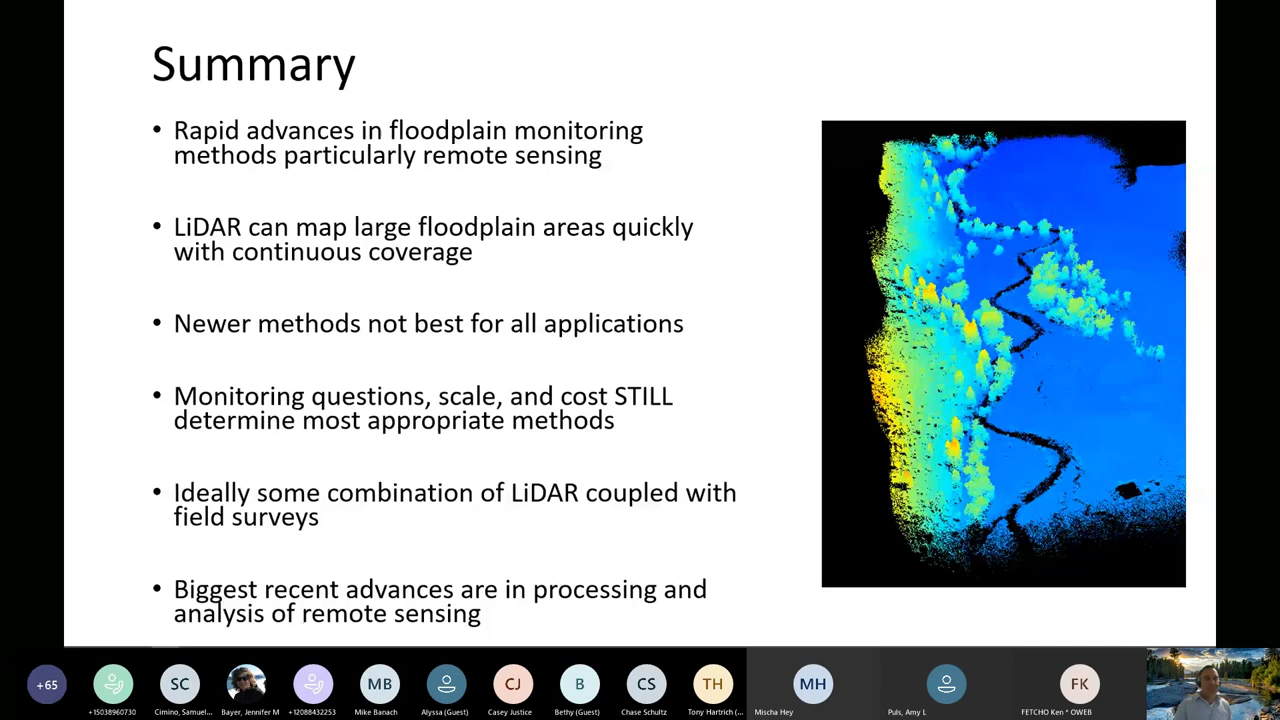 Summary
• Rapid advances in floodplain monitoring
methods particularly remote sensing
• LiDAR can map large floodplain areas quickly
with continuous coverage
• Newer methods not best for all applications
• Monitoring questions, scale, and cost STILL
determine most appropriate methods
• Ideally some combination of LiDAR coupled with
field surveys
• Biggest recent advances are in processing and
analysis of remote sensing
+65
SC
MB
CJ
B
CS
TH
MH
FK
+15038960730
Cimino, Samuel...
Bayer, Jennifer M
+12088432253
Mike Banach
Alyssa (Guest)
Casey Justice
Bethy (Guest)
Chase Schultz
Tony Hartrich (...
Mischa Hey
Puls, Amy L
FETCHO Ken * OWEB